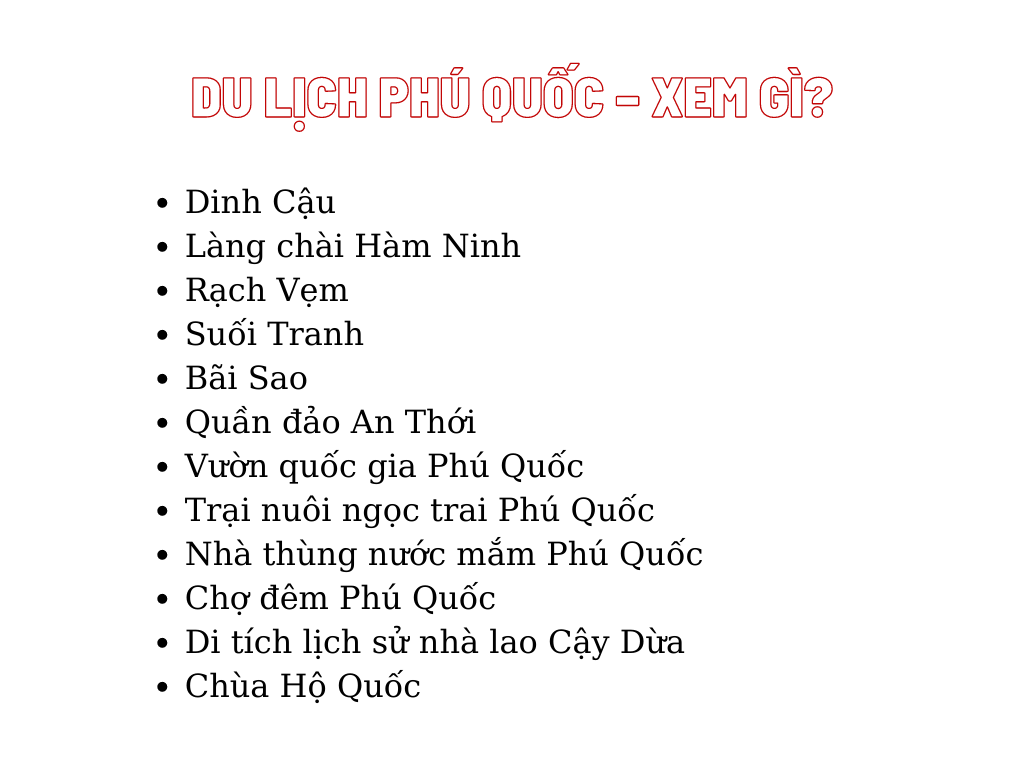 DU LỊCH PHÚ QUỐC – XEM GÌ?
• Dinh Cậu
• Làng chài Hàm Ninh
• Rạch Vẹm
• Suối Tranh
• Bãi Sao
• Quần đảo An Thới
• Vườn quốc gia Phú Quốc
• Trại nuôi ngọc trai Phú Quốc
• Nhà thùng nước mắm Phú Quốc
• Chợ đêm Phú Quốc
• Di tích lịch sử nhà lao Cậy Dừa
• Chùa Hộ Quốc